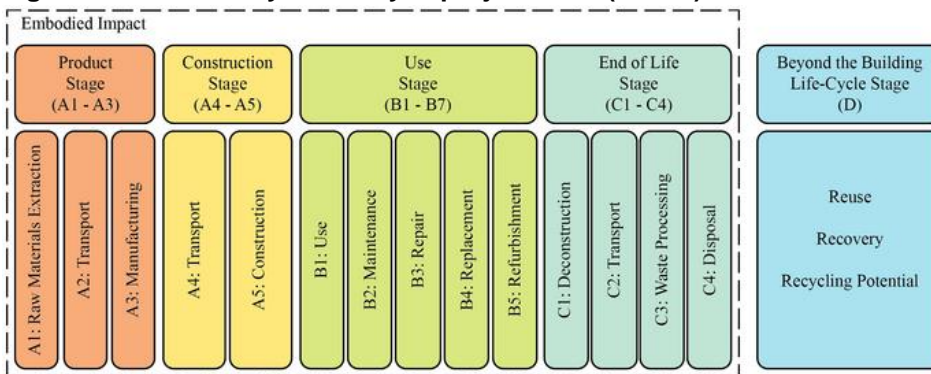 Embodied Impact
Product
Stage
(A1 - A3)
Construction
Stage
(A4 - A5)
Use
Stage
(B1 - B7)
End of Life
Stage
(C1 - C4)
Beyond the Building
Life-Cycle Stage
(D)
A1: Raw Materials Extraction
A2: Transport
A3: Manufacturing
A4: Transport
A5: Construction
B1: Use
B2: Maintenance
B3: Repair
B4: Replacement
B5: Refurbishment
C1: Deconstruction
C2: Transport
C3: Waste Processing
C4: Disposal
Reuse
Recovery
Recycling Potential